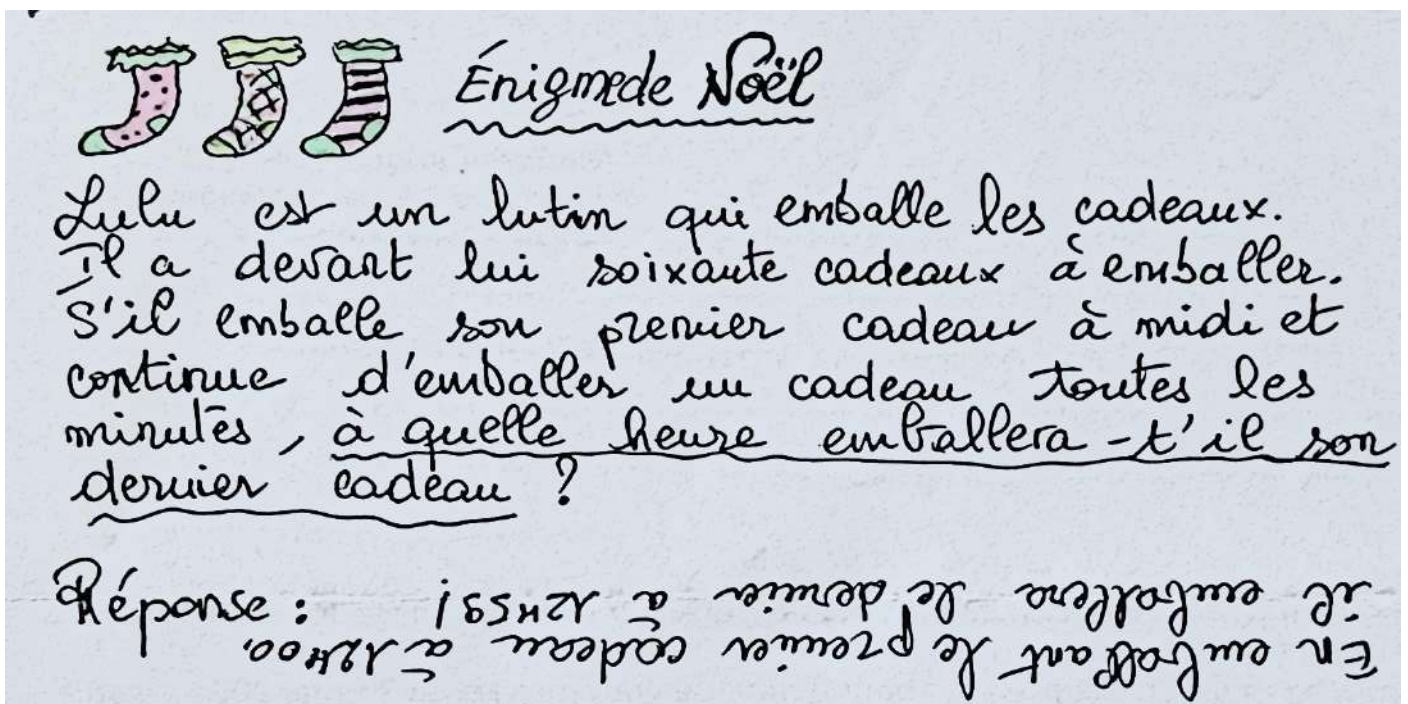 Énigme de Noël
Lulu est un lutin qui emballe les cadeaux.
Il a devant lui soixante cadeaux à emballer.
S'il emballe son premier cadeau à midi et
continue d'emballer un cadeau toutes les
minutes, à quelle heure emballera-t'il son
dernier cadeau ?
Réponse :
En emballant le premier cadeau à 12H00,
il emballera le dernier à 12H59!